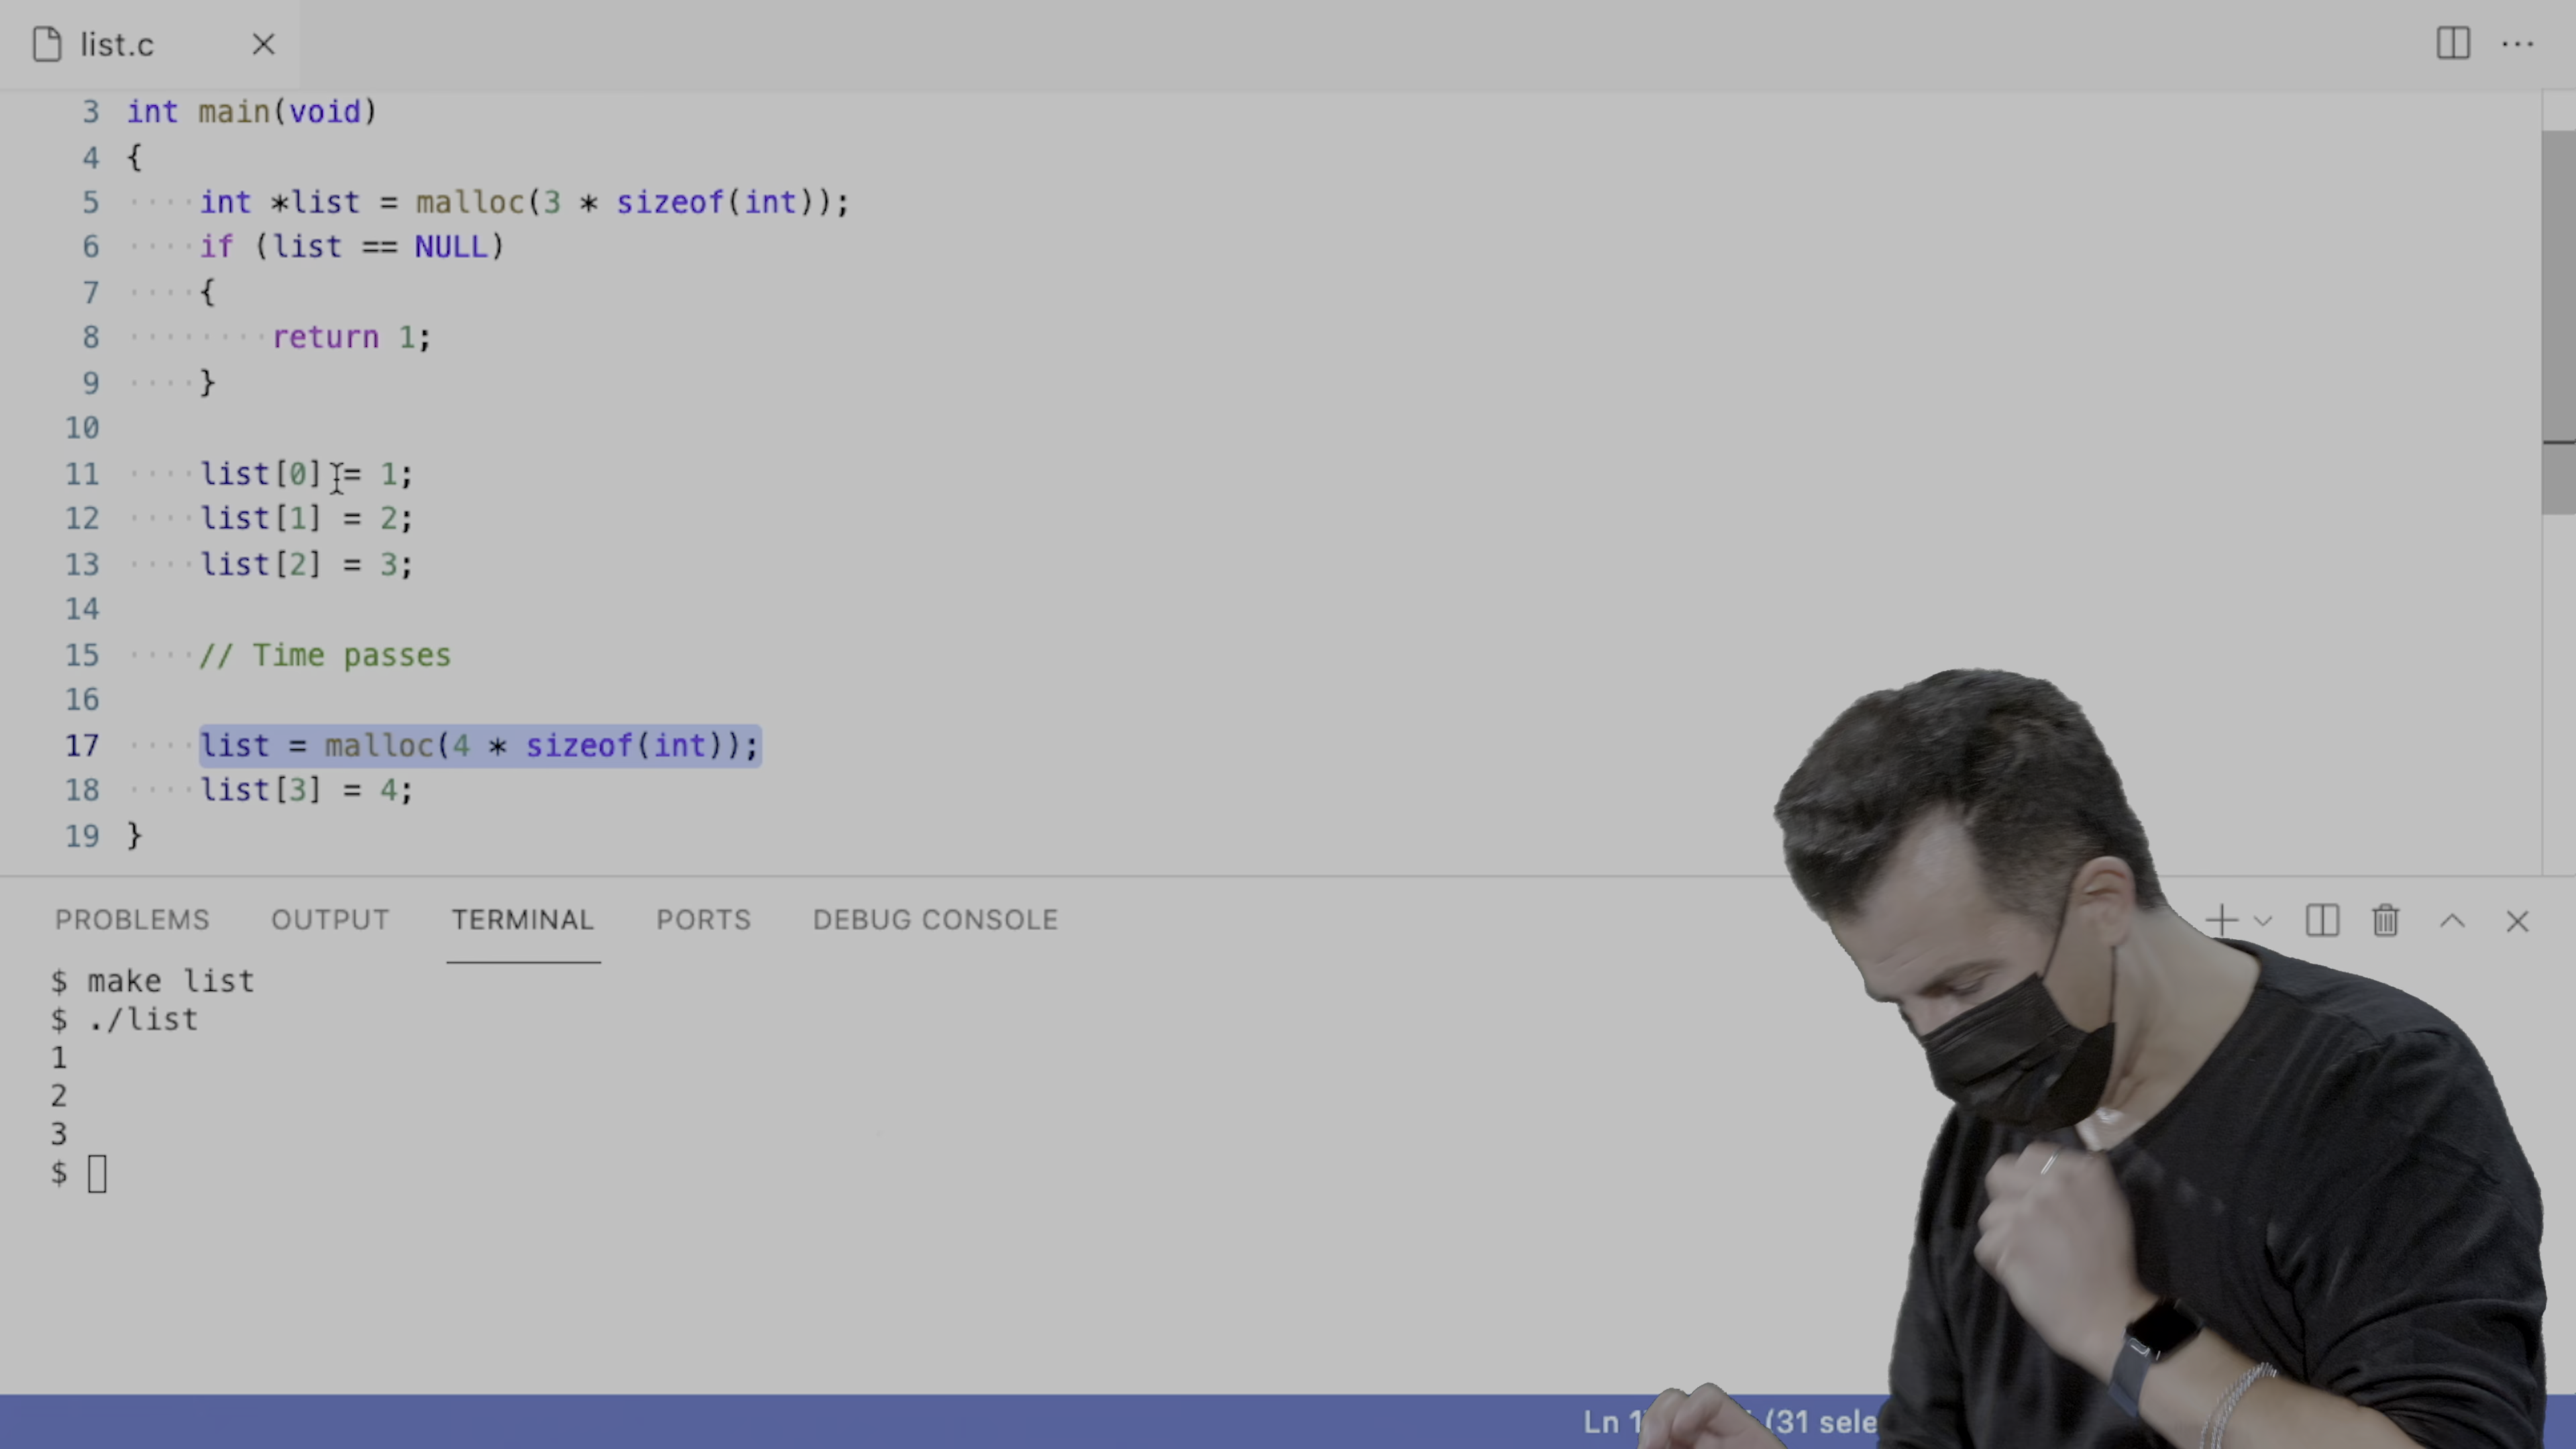 list.c
3 int main(void)
4 {
5 int *list = malloc(3 * sizeof(int));
6 if (list == NULL)
7 {
8 return 1;
9 }
10
11 list[0] = 1;
12 list[1] = 2;
13 list[2] = 3;
14
15 // Time passes
16
17 list = malloc(4 * sizeof(int));
18 list[3] = 4;
19 }
PROBLEMS OUTPUT TERMINAL PORTS DEBUG CONSOLE
$ make list
$ ./list
1
2
3
$
Ln (31